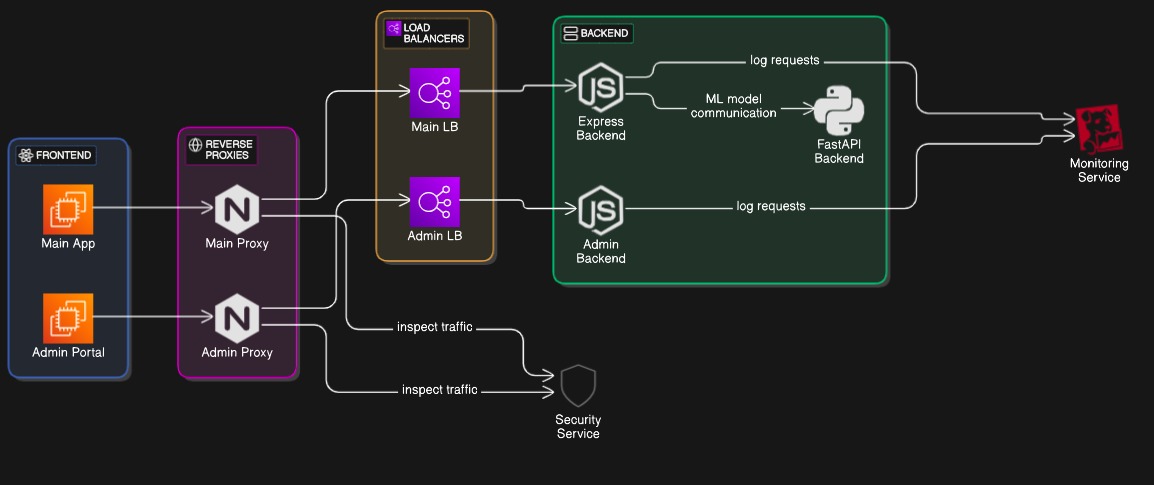 LOAD
BALANCERS
BACKEND
log requests
Main LB
ML model
communication
Express
Backend
FastAPI
Backend
Monitoring
Service
FRONTEND
REVERSE
PROXIES
Main App
Main Proxy
Admin LB
log requests
Admin
Backend
Admin Portal
Admin Proxy
inspect traffic
inspect traffic
Security
Service
JS
JS
N
N